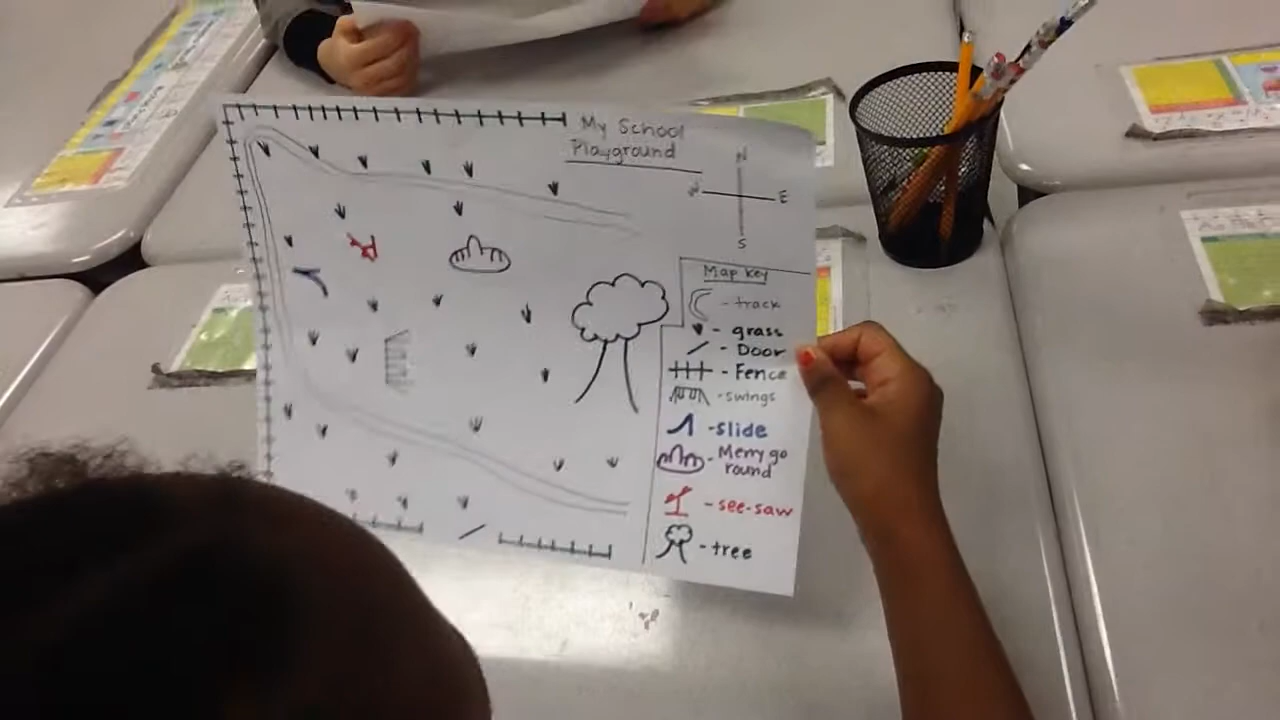 My School
Playground
N
W E
S
Map Key
- track
- grass
- Door
- Fence
- swings
- slide
- Merry go
round
- see-saw
- tree